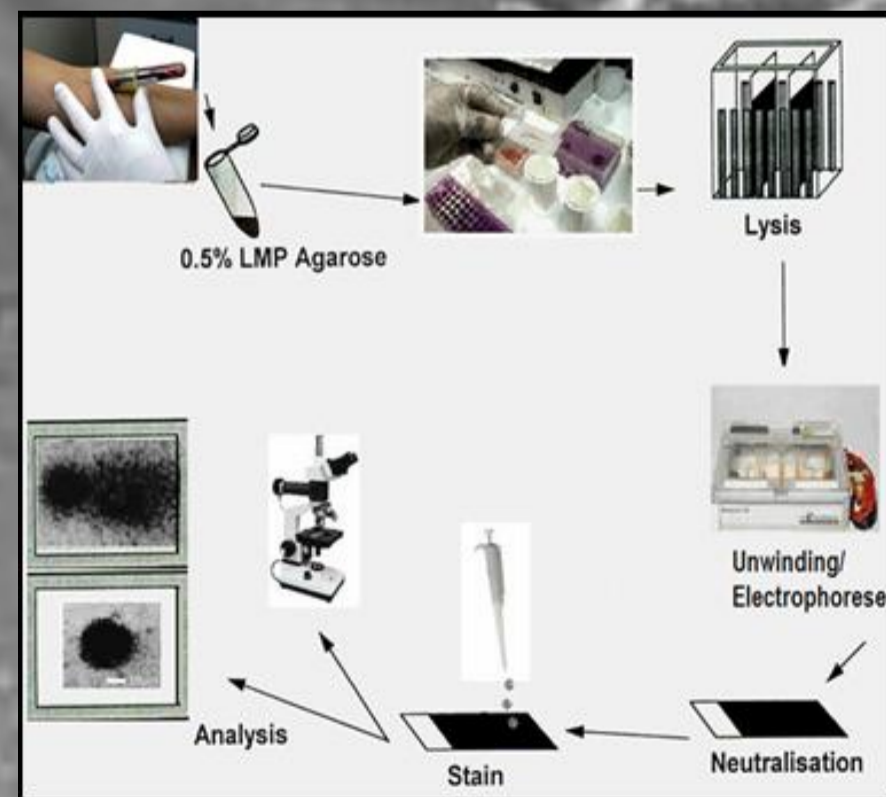 0.5% LMP Agarose
Lysis
Unwinding/
Electrophorese
Neutralisation
Stain
Analysis